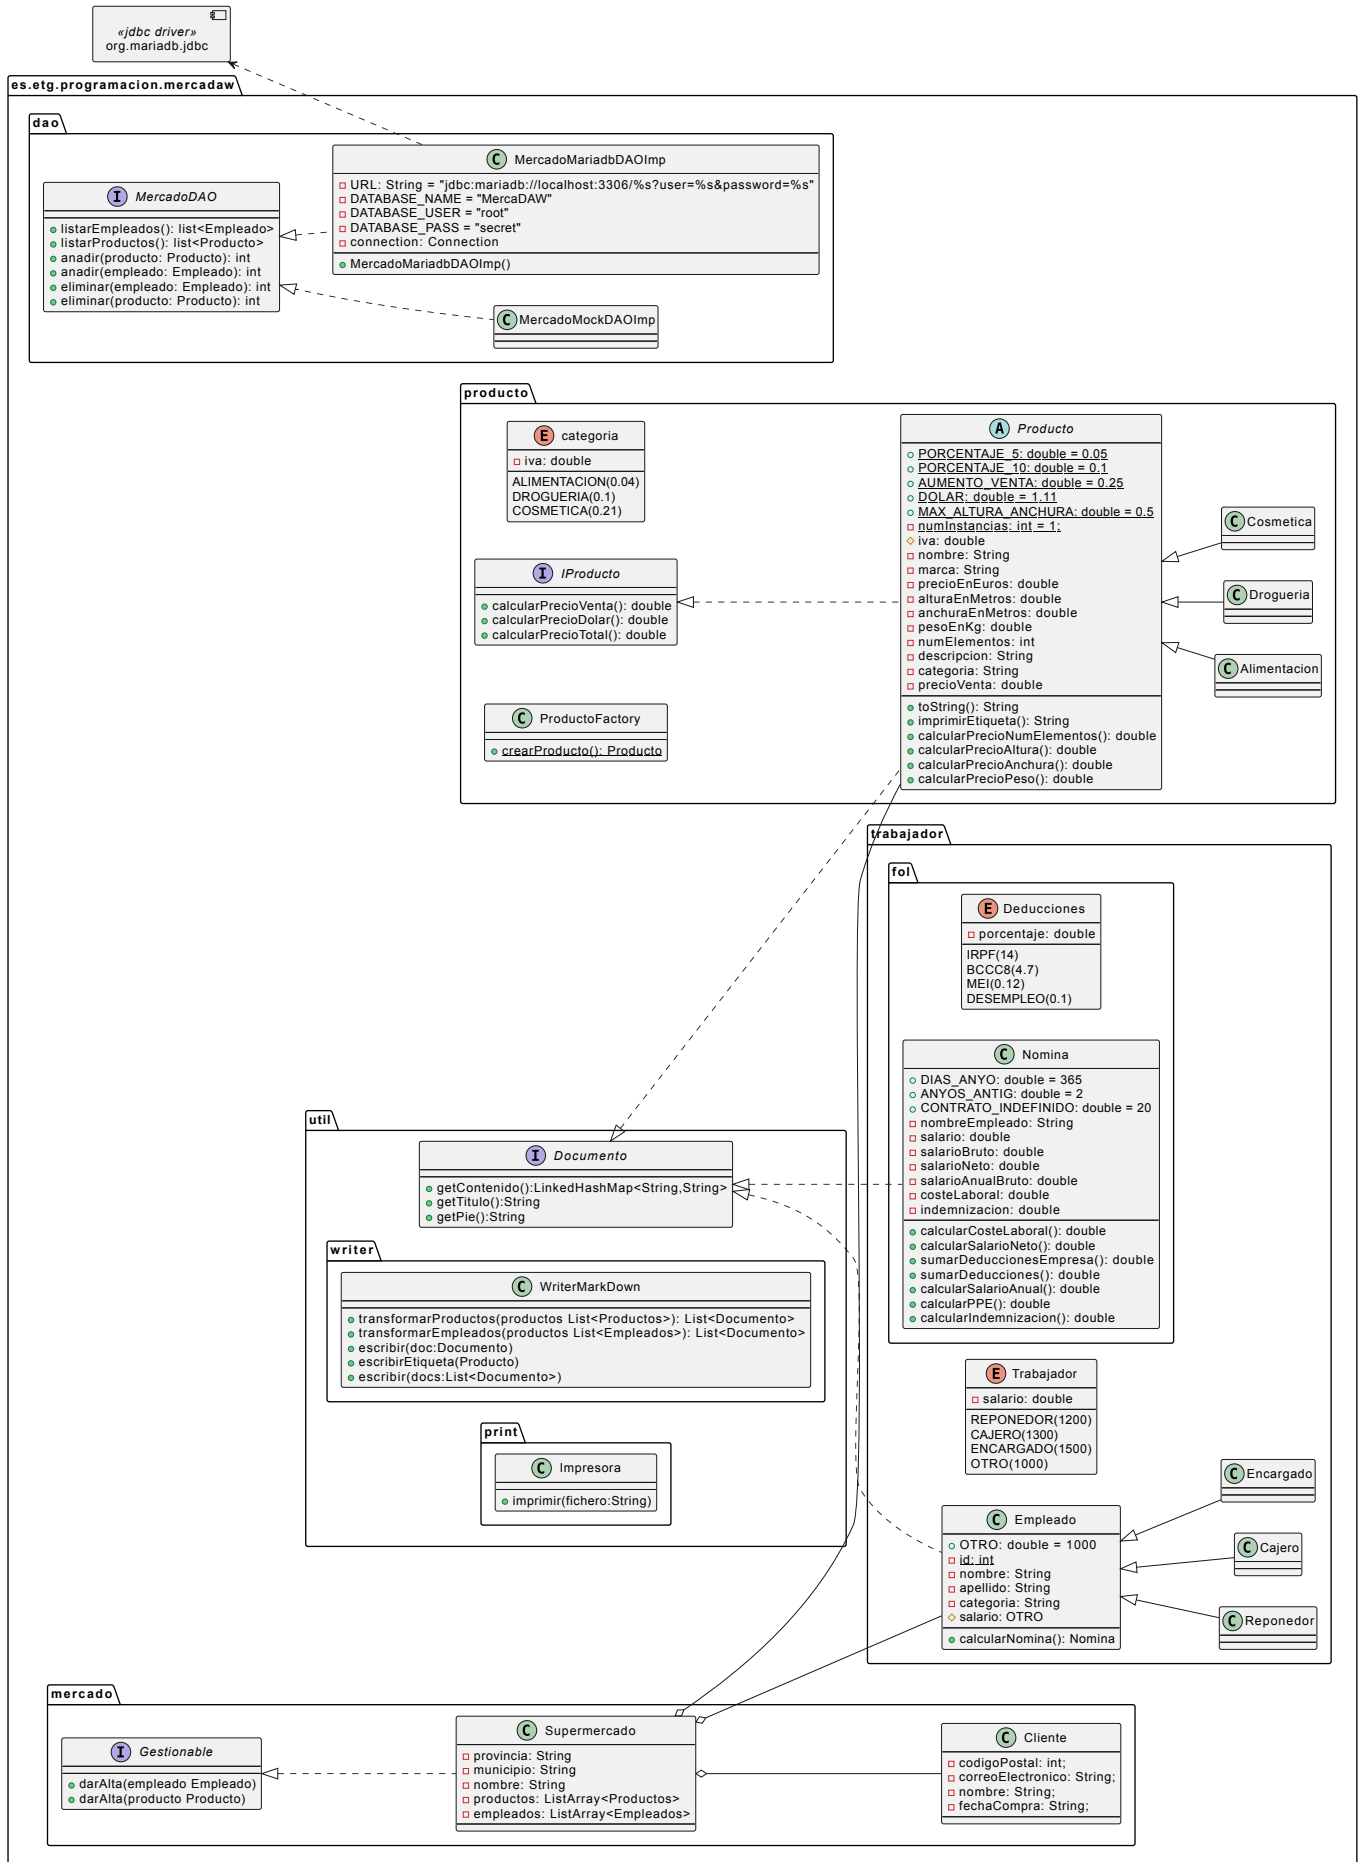 «jdbc driver»
org.mariadb.jdbc
es.etg.programacion.mercadaw
dao
C MercadoMariadbDAOImp
URL: String = "jdbc:mariadb://localhost:3306/%s?user=%s&password=%s"
DATABASE_NAME = "MercaDAW"
DATABASE_USER = "root"
DATABASE_PASS = "secret"
connection: Connection
MercadoMariadbDAOImp()
I MercadoDAO
listarEmpleados(): list<Empleado>
listarProductos(): list<Producto>
anadir(producto: Producto): int
anadir(empleado: Empleado): int
eliminar(empleado: Empleado): int
eliminar(producto: Producto): int
C MercadoMockDAOImp
producto
E categoria
iva: double
ALIMENTACION(0.04)
DROGUERIA(0.1)
COSMETICA(0.21)
I IProducto
calcularPrecioVenta(): double
calcularPrecioDolar(): double
calcularPrecioTotal(): double
C ProductoFactory
crearProducto(): Producto
A Producto
PORCENTAJE_5: double = 0.05
PORCENTAJE_10: double = 0.1
AUMENTO_VENTA: double = 0.25
DOLAR: double = 1.11
MAX_ALTURA_ANCHURA: double = 0.5
numInstancias: int = 1;
iva: double
nombre: String
marca: String
precioEnEuros: double
alturaEnMetros: double
anchuraEnMetros: double
pesoEnKg: double
numElementos: int
descripcion: String
categoria: String
precioVenta: double
toString(): String
imprimirEtiqueta(): String
calcularPrecioNumElementos(): double
calcularPrecioAltura(): double
calcularPrecioAnchura(): double
calcularPrecioPeso(): double
C Cosmetica
C Drogueria
C Alimentacion
trabajador
fol
E Deducciones
porcentaje: double
IRPF(14)
BCCC8(4.7)
MEI(0.12)
DESEMPLEO(0.1)
C Nomina
DIAS_ANYO: double = 365
ANYOS_ANTIG: double = 2
CONTRATO_INDEFINIDO: double = 20
nombreEmpleado: String
salario: double
salarioBruto: double
salarioNeto: double
salarioAnualBruto: double
costeLaboral: double
indemnizacion: double
calcularCosteLaboral(): double
calcularSalarioNeto(): double
sumarDeduccionesEmpresa(): double
sumarDeducciones(): double
calcularSalarioAnual(): double
calcularPPE(): double
calcularIndemnizacion(): double
E Trabajador
salario: double
REPONEDOR(1200)
CAJERO(1300)
ENCARGADO(1500)
OTRO(1000)
C Empleado
OTRO: double = 1000
id: int
nombre: String
apellido: String
categoria: String
salario: OTRO
calcularNomina(): Nomina
C Encargado
C Cajero
C Reponedor
util
I Documento
getContenido():LinkedHashMap<String,String>
getTitulo():String
getPie():String
writer
C WriterMarkDown
transformarProductos(productos List<Productos>): List<Documento>
transformarEmpleados(productos List<Empleados>): List<Documento>
escribir(doc:Documento)
escribirEtiqueta(Producto)
escribir(docs:List<Documento>)
print
C Impresora
imprimir(fichero:String)
mercado
I Gestionable
darAlta(empleado Empleado)
darAlta(producto Producto)
C Supermercado
provincia: String
municipio: String
nombre: String
productos: ListArray<Productos>
empleados: ListArray<Empleados>
C Cliente
codigoPostal: int;
correoElectronico: String;
nombre: String;
fechaCompra: String;